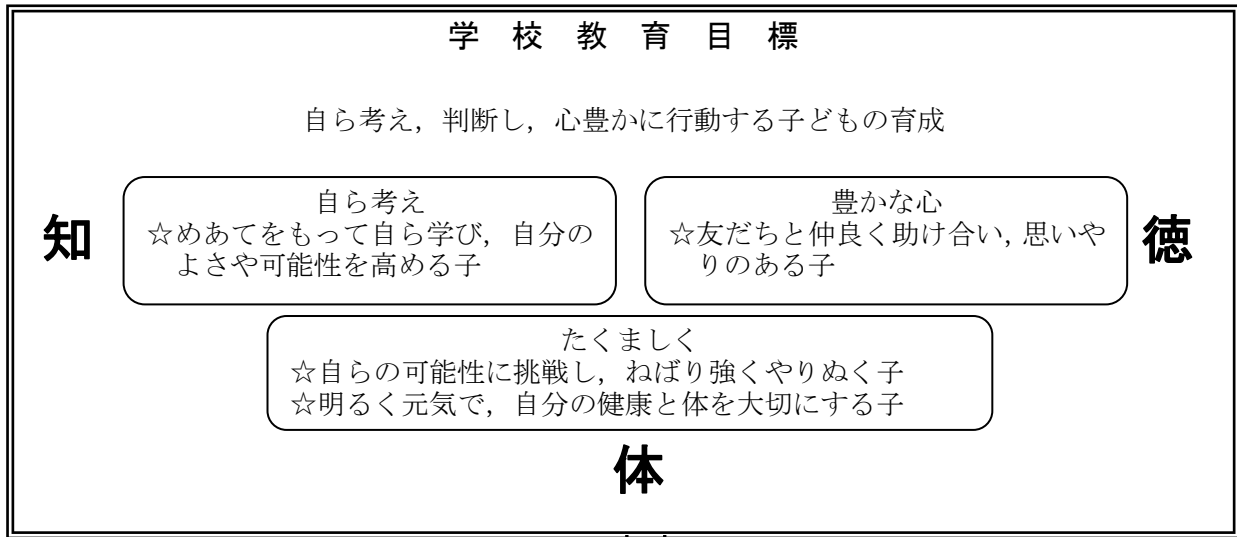 学校教育目標
自ら考え，判断し，心豊かに行動する子どもの育成
知
自ら考え
☆めあてをもって自ら学び，自分の
よさや可能性を高める子
豊かな心
☆友だちと仲良く助け合い，思いや
りのある子
徳
たくましく
☆自らの可能性に挑戦し，ねばり強くやりぬく子
☆明るく元気で，自分の健康と体を大切にする子
体